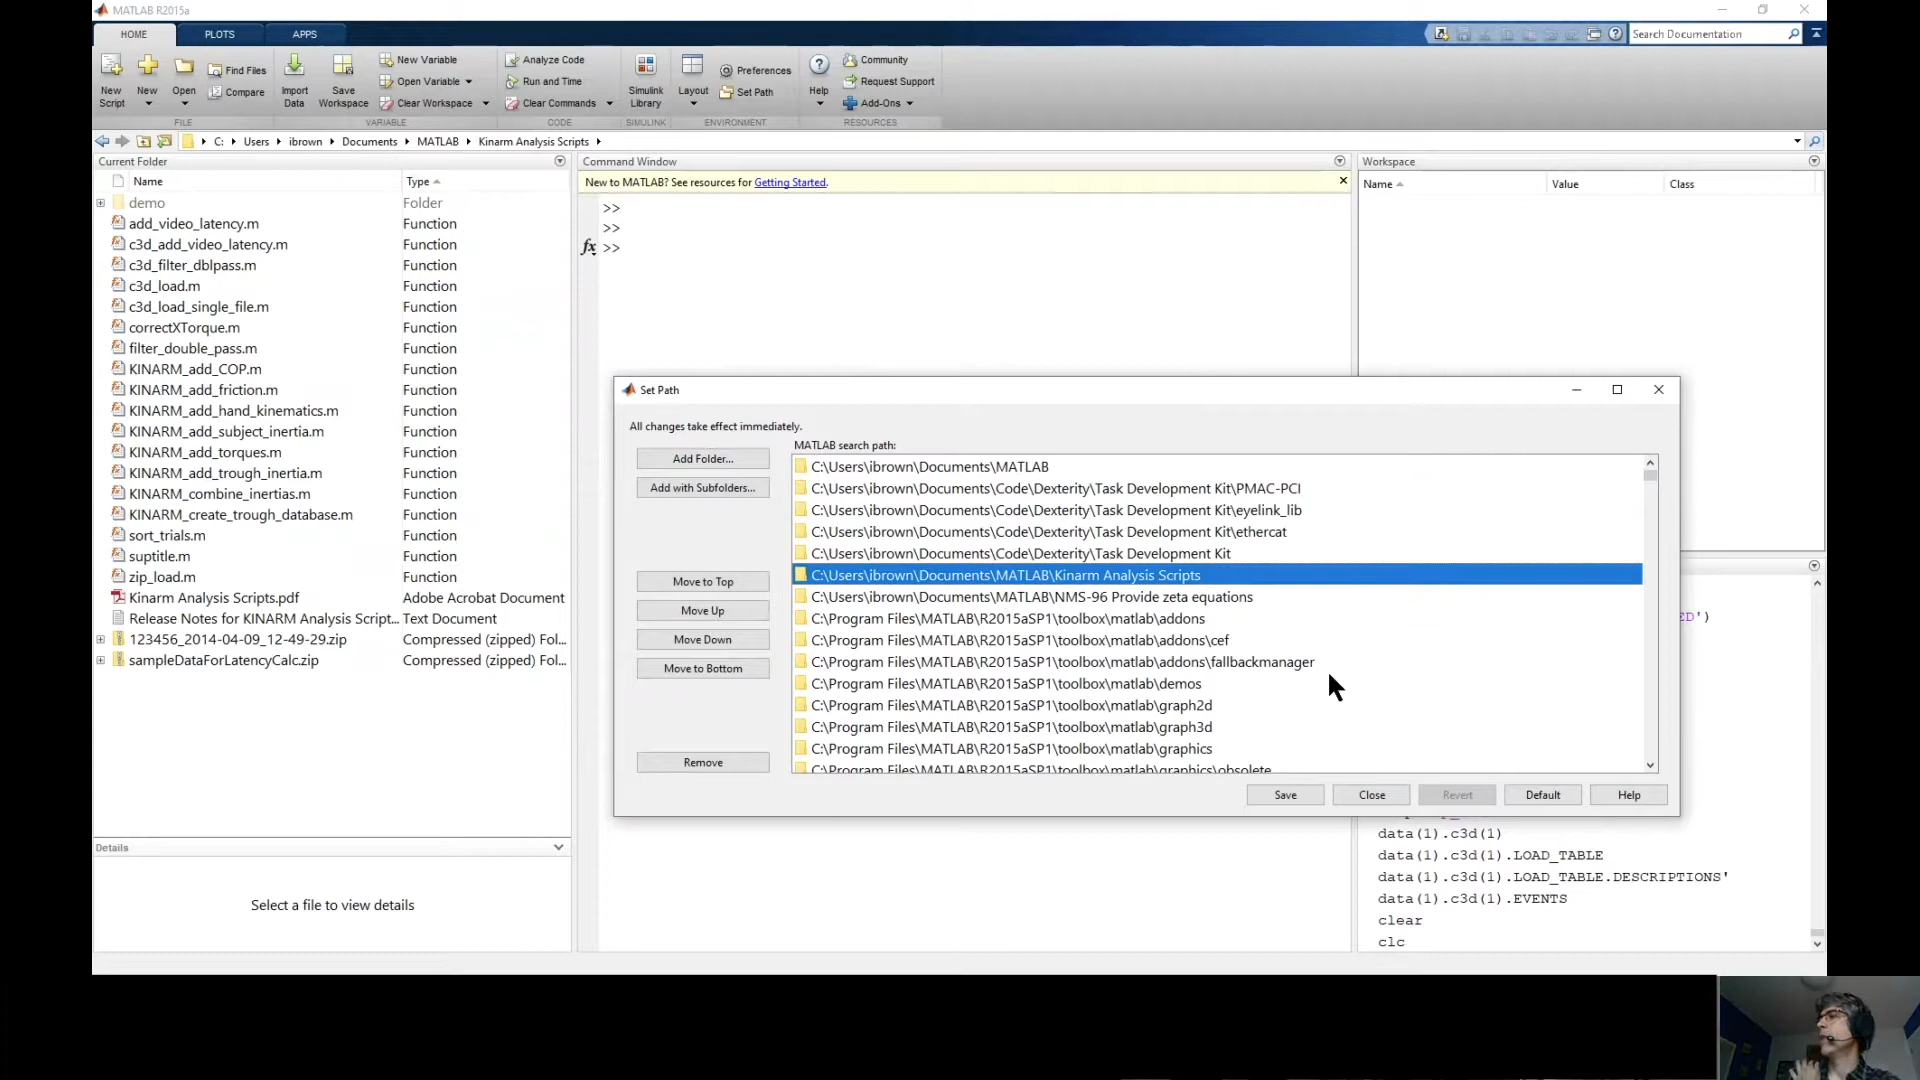 MATLAB R2015a
HOME
PLOTS
APPS
Search Documentation
New Script
New
Open
Find Files
Compare
Import Data
Save Workspace
New Variable
Open Variable
Clear Workspace
Analyze Code
Run and Time
Clear Commands
Simulink Library
Layout
Preferences
Set Path
Help
Community
Request Support
Add-Ons
FILE
VARIABLE
CODE
SIMULINK
ENVIRONMENT
RESOURCES
C: Users ibrown Documents MATLAB Kinarm Analysis Scripts
Current Folder
Name Type
demo Folder
add_video_latency.m Function
c3d_add_video_latency.m Function
c3d_filter_dblpass.m Function
c3d_load.m Function
c3d_load_single_file.m Function
correctXTorque.m Function
filter_double_pass.m Function
KINARM_add_COP.m Function
KINARM_add_friction.m Function
KINARM_add_hand_kinematics.m Function
KINARM_add_subject_inertia.m Function
KINARM_add_torques.m Function
KINARM_add_trough_inertia.m Function
KINARM_combine_inertias.m Function
KINARM_create_trough_database.m Function
sort_trials.m Function
suptitle.m Function
zip_load.m Function
Kinarm Analysis Scripts.pdf Adobe Acrobat Document
Release Notes for KINARM Analysis Script... Text Document
123456_2014-04-09_12-49-29.zip Compressed (zipped) Fol...
sampleDataForLatencyCalc.zip Compressed (zipped) Fol...
Details
Select a file to view details
Command Window
New to MATLAB? See resources for Getting Started.
>>
>>
fx >>
Workspace
Name Value Class
Set Path
All changes take effect immediately.
MATLAB search path:
Add Folder...
Add with Subfolders...
Move to Top
Move Up
Move Down
Move to Bottom
Remove
C:\Users\ibrown\Documents\MATLAB
C:\Users\ibrown\Documents\Code\Dexterity\Task Development Kit\PMAC-PCI
C:\Users\ibrown\Documents\Code\Dexterity\Task Development Kit\eyelink_lib
C:\Users\ibrown\Documents\Code\Dexterity\Task Development Kit\ethercat
C:\Users\ibrown\Documents\Code\Dexterity\Task Development Kit
C:\Users\ibrown\Documents\MATLAB\Kinarm Analysis Scripts
C:\Users\ibrown\Documents\MATLAB\NMS-96 Provide zeta equations
C:\Program Files\MATLAB\R2015aSP1\toolbox\matlab\addons
C:\Program Files\MATLAB\R2015aSP1\toolbox\matlab\addons\cef
C:\Program Files\MATLAB\R2015aSP1\toolbox\matlab\addons\fallbackmanager
C:\Program Files\MATLAB\R2015aSP1\toolbox\matlab\demos
C:\Program Files\MATLAB\R2015aSP1\toolbox\matlab\graph2d
C:\Program Files\MATLAB\R2015aSP1\toolbox\matlab\graph3d
C:\Program Files\MATLAB\R2015aSP1\toolbox\matlab\graphics
C:\Program Files\MATLAB\R2015aSP1\toolbox\matlab\graphics\obsolete
Save
Close
Revert
Default
Help
ED')
data(1).c3d(1)
data(1).c3d(1).LOAD_TABLE
data(1).c3d(1).LOAD_TABLE.DESCRIPTIONS'
data(1).c3d(1).EVENTS
clear
clc